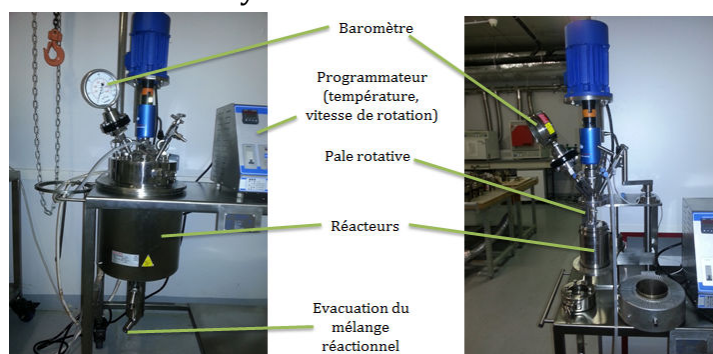 Baromètre
Programmateur
(température,
vitesse de rotation)
Pale rotative
Réacteurs
Evacuation du
mélange
réactionnel